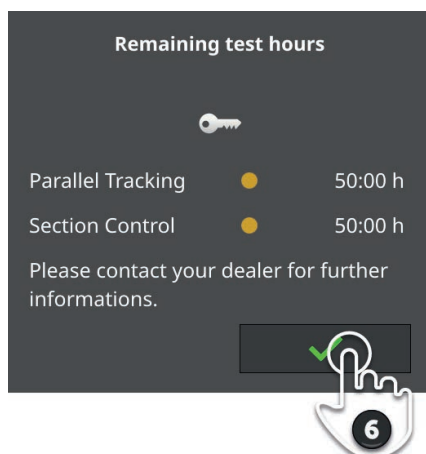 Remaining test hours
Parallel Tracking 50:00 h
Section Control 50:00 h
Please contact your dealer for further
informations.
6